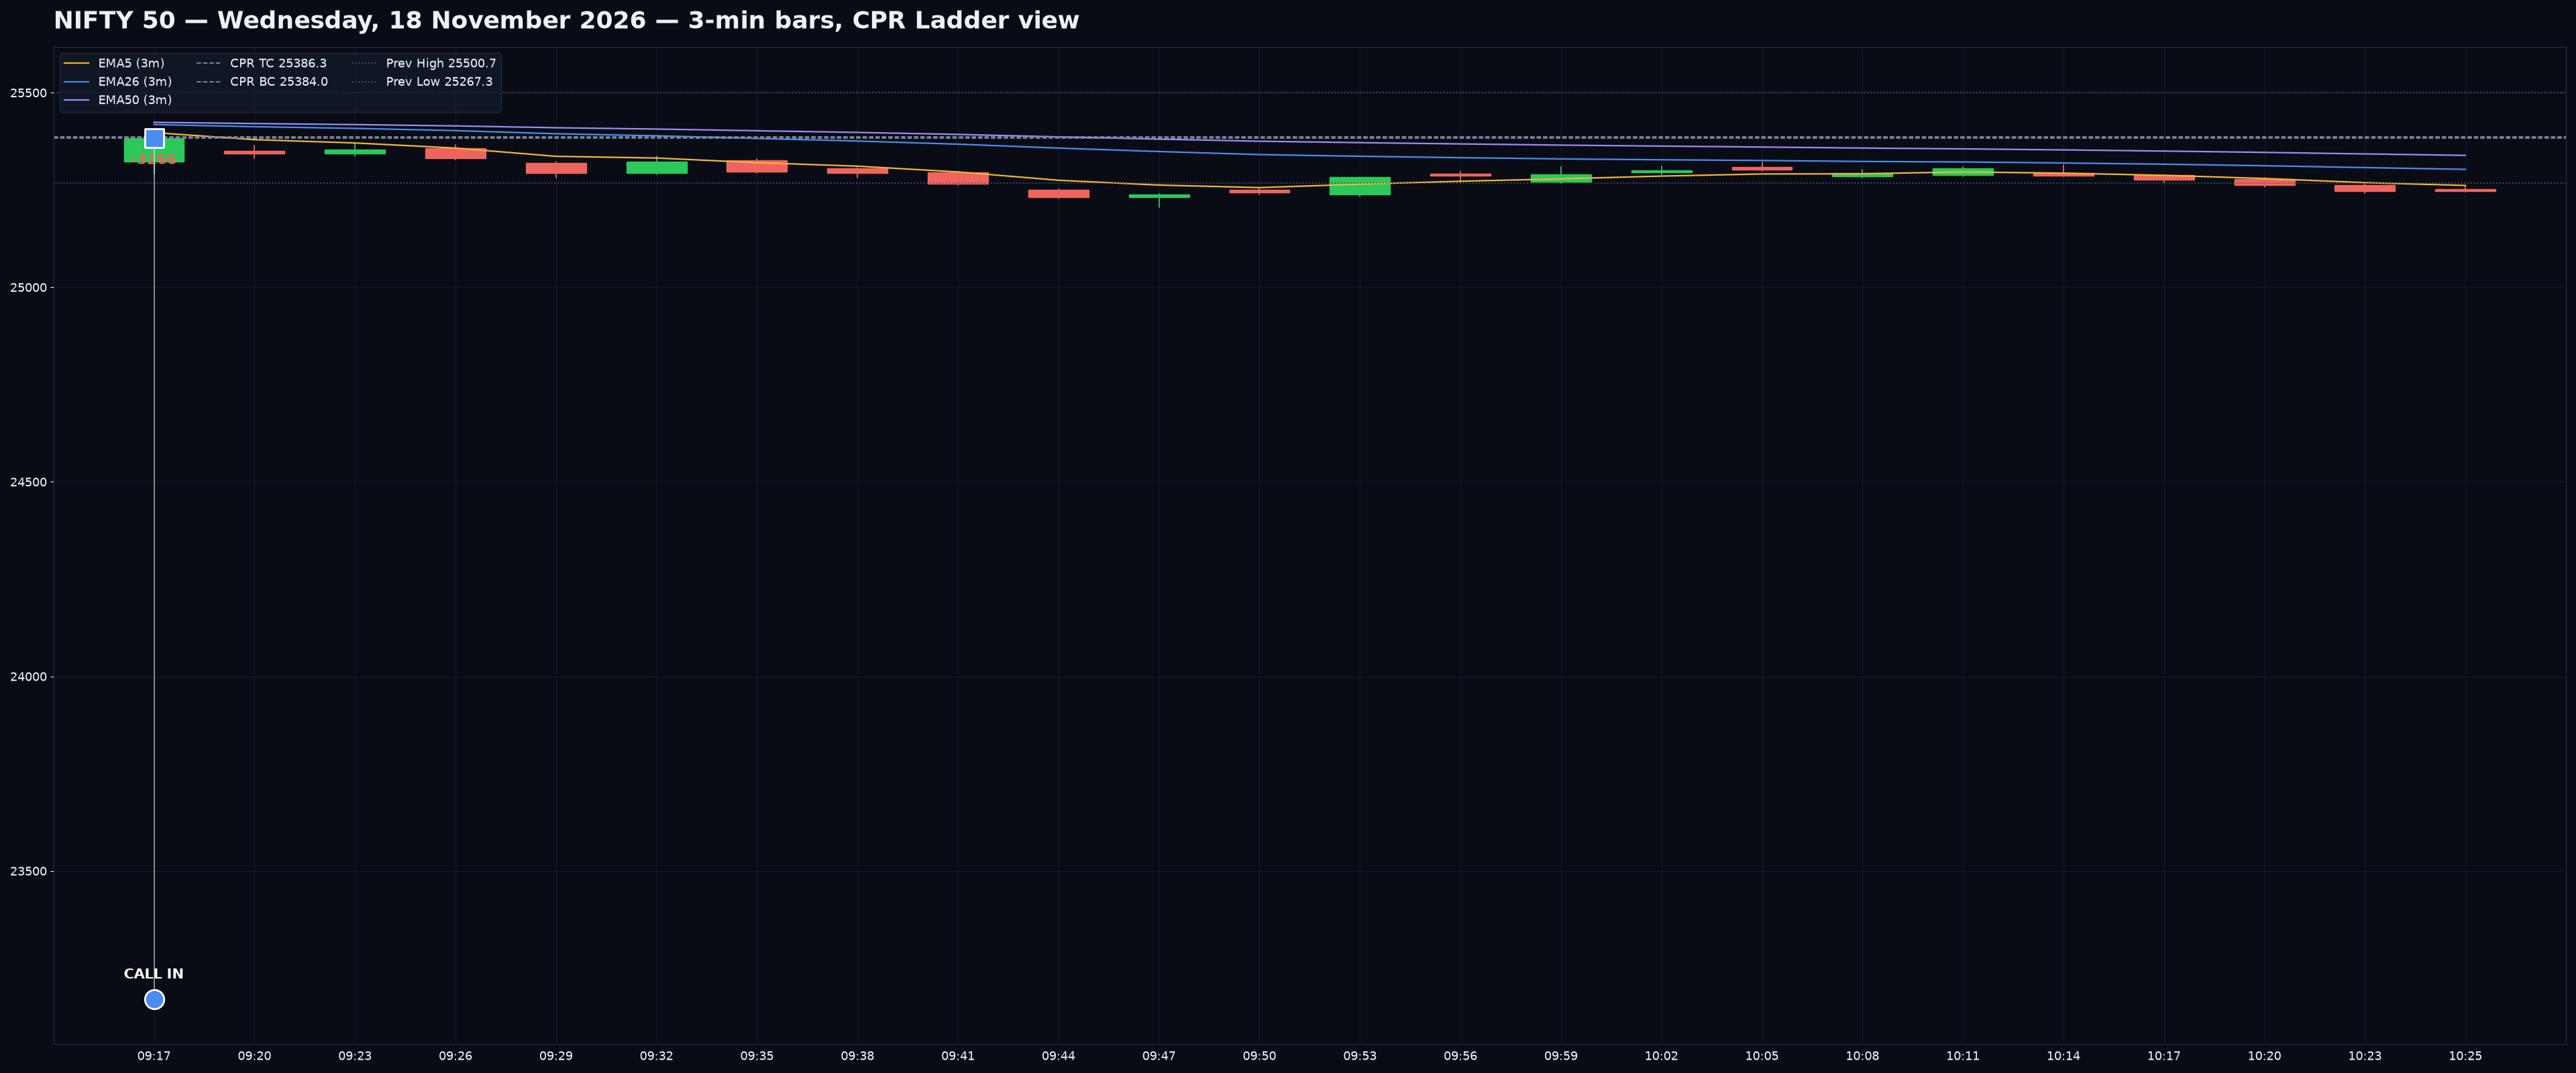 NIFTY 50 — Wednesday, 18 November 2026 — 3-min bars, CPR Ladder view
EMA5 (3m)
EMA26 (3m)
EMA50 (3m)
CPR TC 25386.3
CPR BC 25384.0
Prev High 25500.7
Prev Low 25267.3
25500
25000
24500
24000
23500
-3266
CALL IN
09:17 09:20 09:23 09:26 09:29 09:32 09:35 09:38 09:41 09:44 09:47 09:50 09:53 09:56 09:59 10:02 10:05 10:08 10:11 10:14 10:17 10:20 10:23 10:25